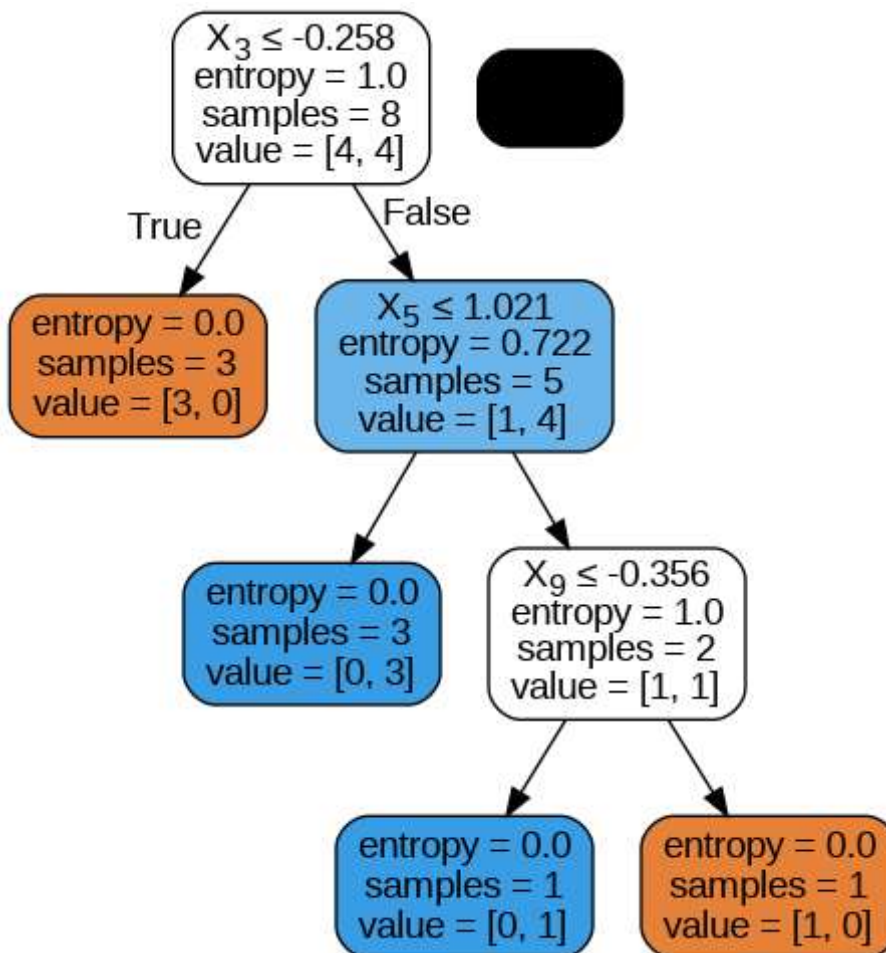 X₃ ≤ -0.258
entropy = 1.0
samples = 8
value = [4, 4]
True
False
entropy = 0.0
samples = 3
value = [3, 0]
X₅ ≤ 1.021
entropy = 0.722
samples = 5
value = [1, 4]
entropy = 0.0
samples = 3
value = [0, 3]
X₉ ≤ -0.356
entropy = 1.0
samples = 2
value = [1, 1]
entropy = 0.0
samples = 1
value = [0, 1]
entropy = 0.0
samples = 1
value = [1, 0]